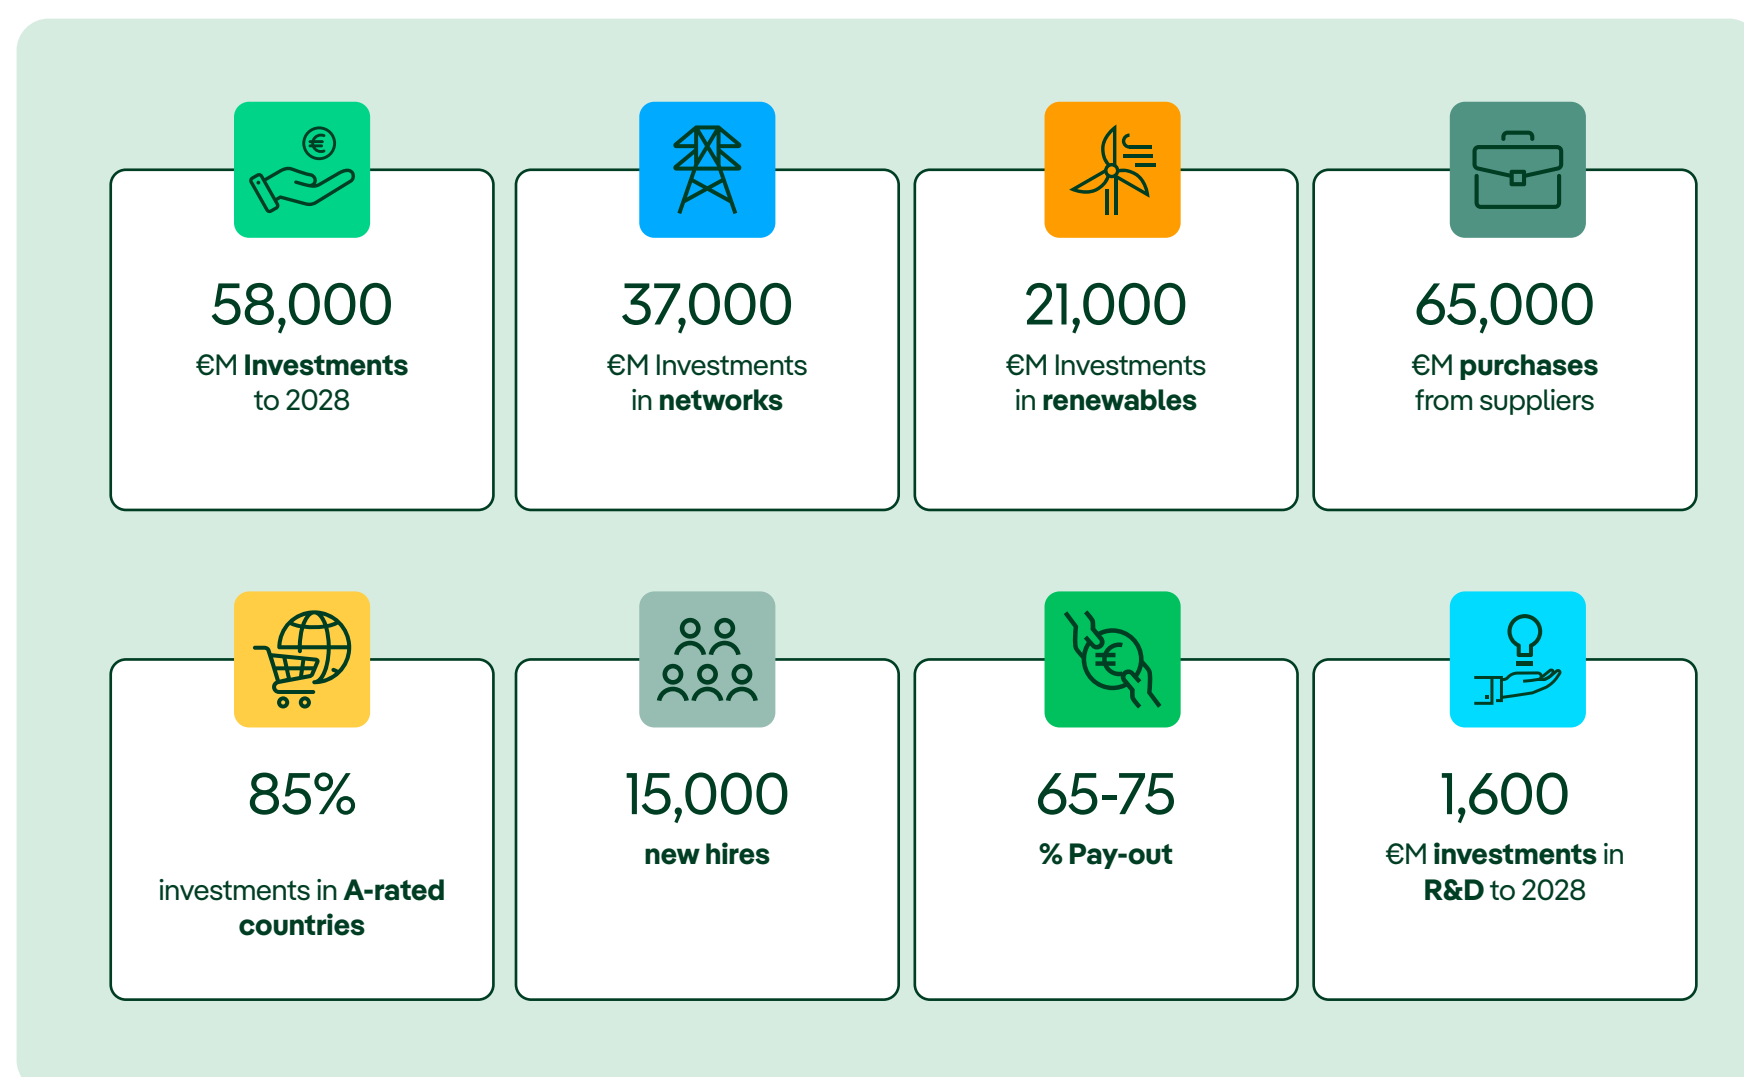 58,000
€M Investments
to 2028
37,000
€M Investments
in networks
21,000
€M Investments
in renewables
65,000
€M purchases
from suppliers
85%
investments in A-rated
countries
15,000
new hires
65-75
% Pay-out
1,600
€M investments in
R&D to 2028